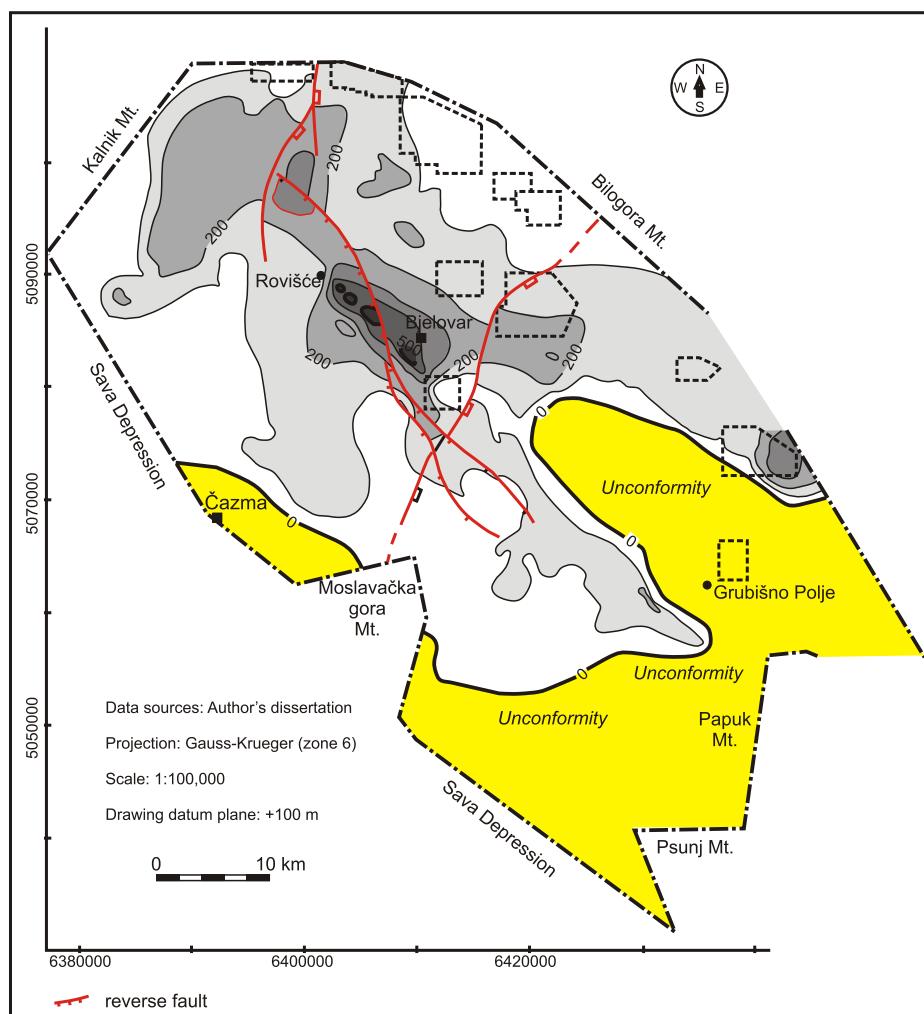 N
W E
S
Kalnik Mt.
200
Bilogora Mt.
200
5090000
Rovišće
Bjelovar
500
200
200
200
Sava Depression
0
Unconformity
5070000
Čazma
0
0
Moslavačka
gora
Mt.
Grubišno Polje
0
Unconformity
Unconformity
Papuk
Mt.
5050000
Data sources: Author's dissertation
Projection: Gauss-Krueger (zone 6)
Scale: 1:100,000
Drawing datum plane: +100 m
Sava Depression
Psunj Mt.
0 10 km
6380000 6400000 6420000
reverse fault